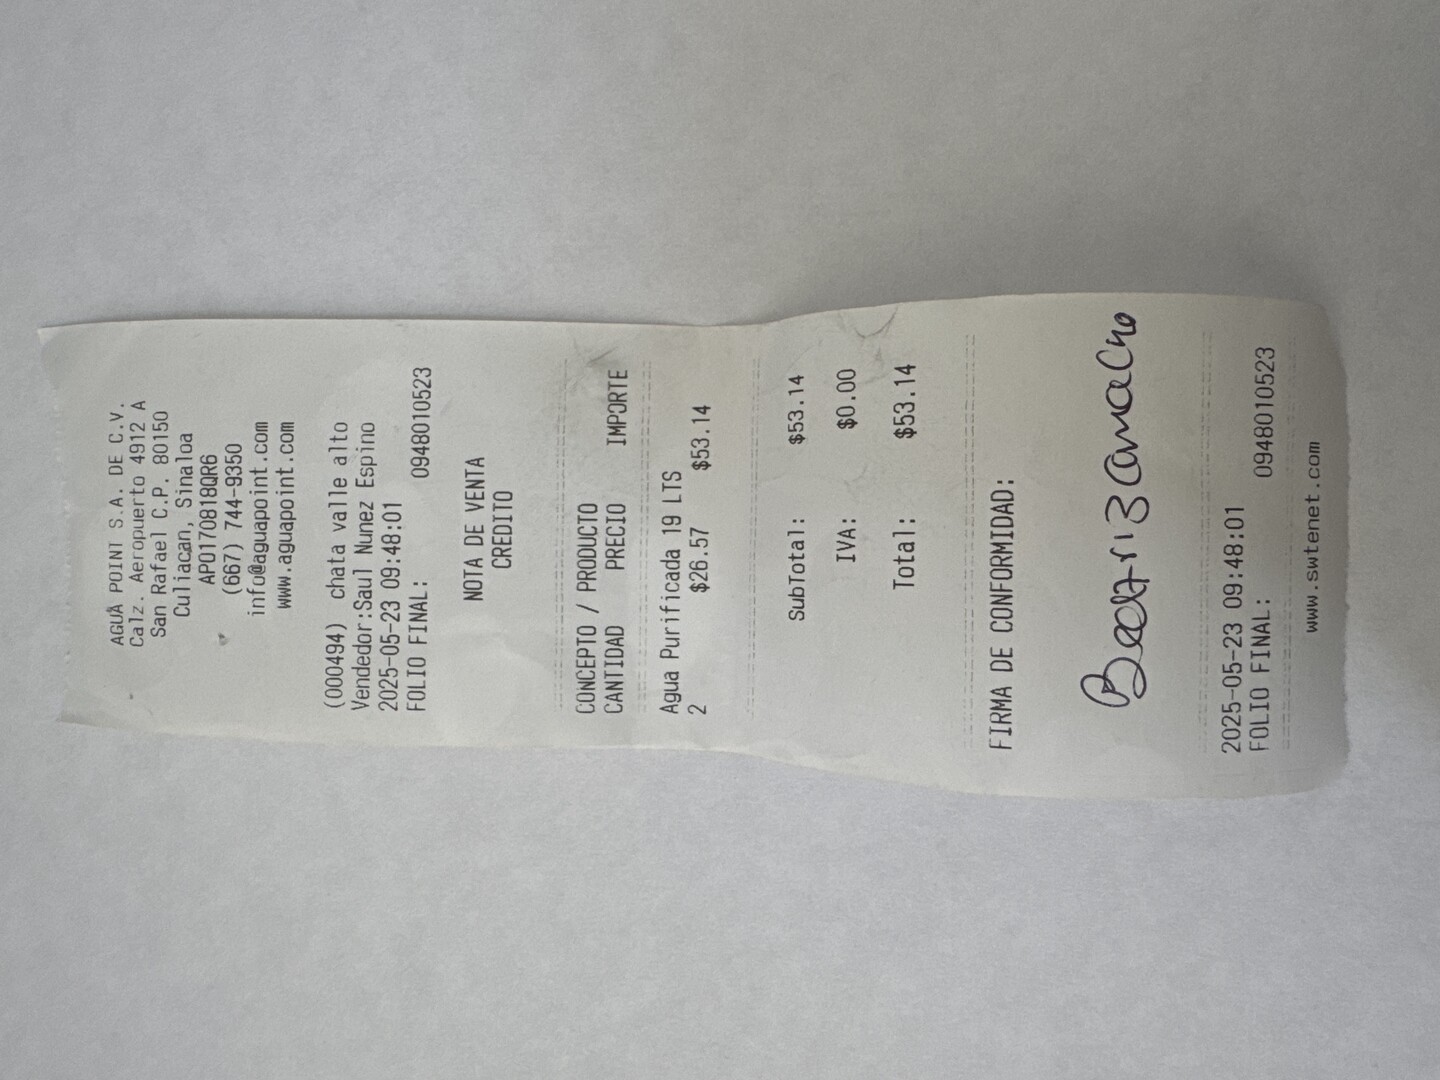 AGUA POINT S.A. DE C.V.
Calz. Aeropuerto 4912 A
San Rafael C.P. 80150
Culiacan, Sinaloa
APO170818QR6
(667) 744-9350
info@aguapoint.com
www.aguapoint.com
(000494) chata valle alto
Vendedor:Saul Nunez Espino
2025-05-23 09:48:01
FOLIO FINAL: 0948010523
NOTA DE VENTA
CREDITO
CONCEPTO / PRODUCTO
CANTIDAD PRECIO IMPORTE
Agua Purificada 19 LTS
2 $26.57 $53.14
SubTotal: $53.14
IVA: $0.00
Total: $53.14
FIRMA DE CONFORMIDAD:
Beatriz Camacho
2025-05-23 09:48:01
FOLIO FINAL: 0948010523
www.swtenet.com